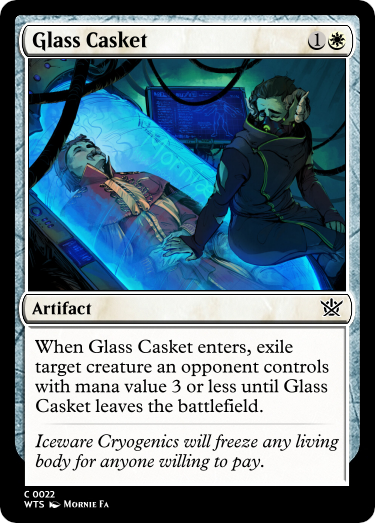 Glass Casket 1
Artifact
When Glass Casket enters, exile
target creature an opponent controls
with mana value 3 or less until Glass
Casket leaves the battlefield.
Iceware Cryogenics will freeze any living
body for anyone willing to pay.
C 0022
WTS Mornie Fa